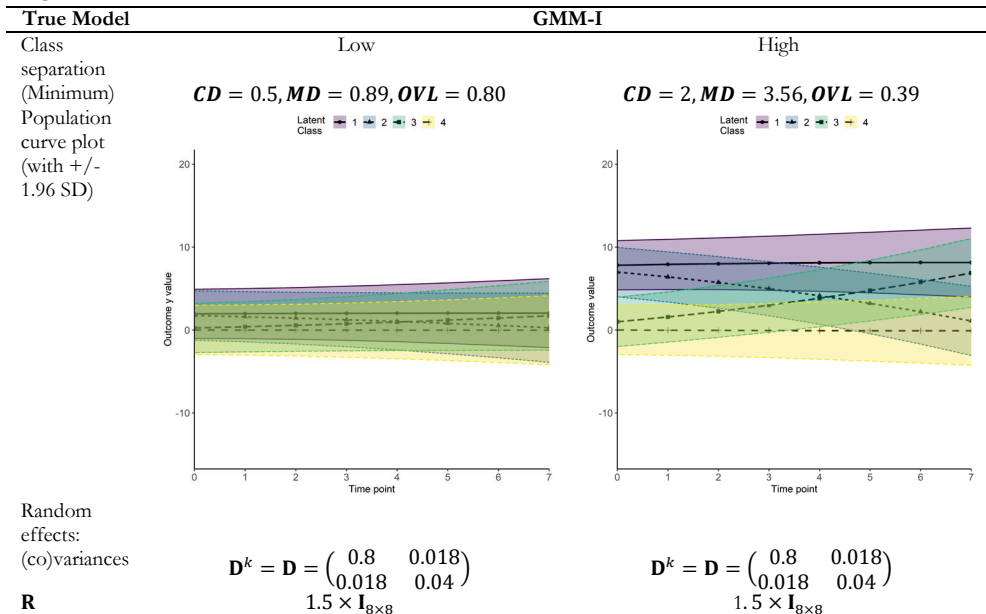 True Model GMM-I
Class separation (Minimum) Low High
CD = 0.5, MD = 0.89, OVL = 0.80 CD = 2, MD = 3.56, OVL = 0.39
Population curve plot (with +/- 1.96 SD)
Latent Class 1 2 3 4
20
10
0
-10
Outcome y value
0 1 2 3 4 5 6 7
Time point
Latent Class 1 2 3 4
20
10
0
-10
Outcome y value
0 1 2 3 4 5 6 7
Time point
Random effects: (co)variances
D^k = D = (0.8 0.018
0.018 0.04) D^k = D = (0.8 0.018
0.018 0.04)
R 1.5 × I₈ₓ₈ 1.5 × I₈ₓ₈